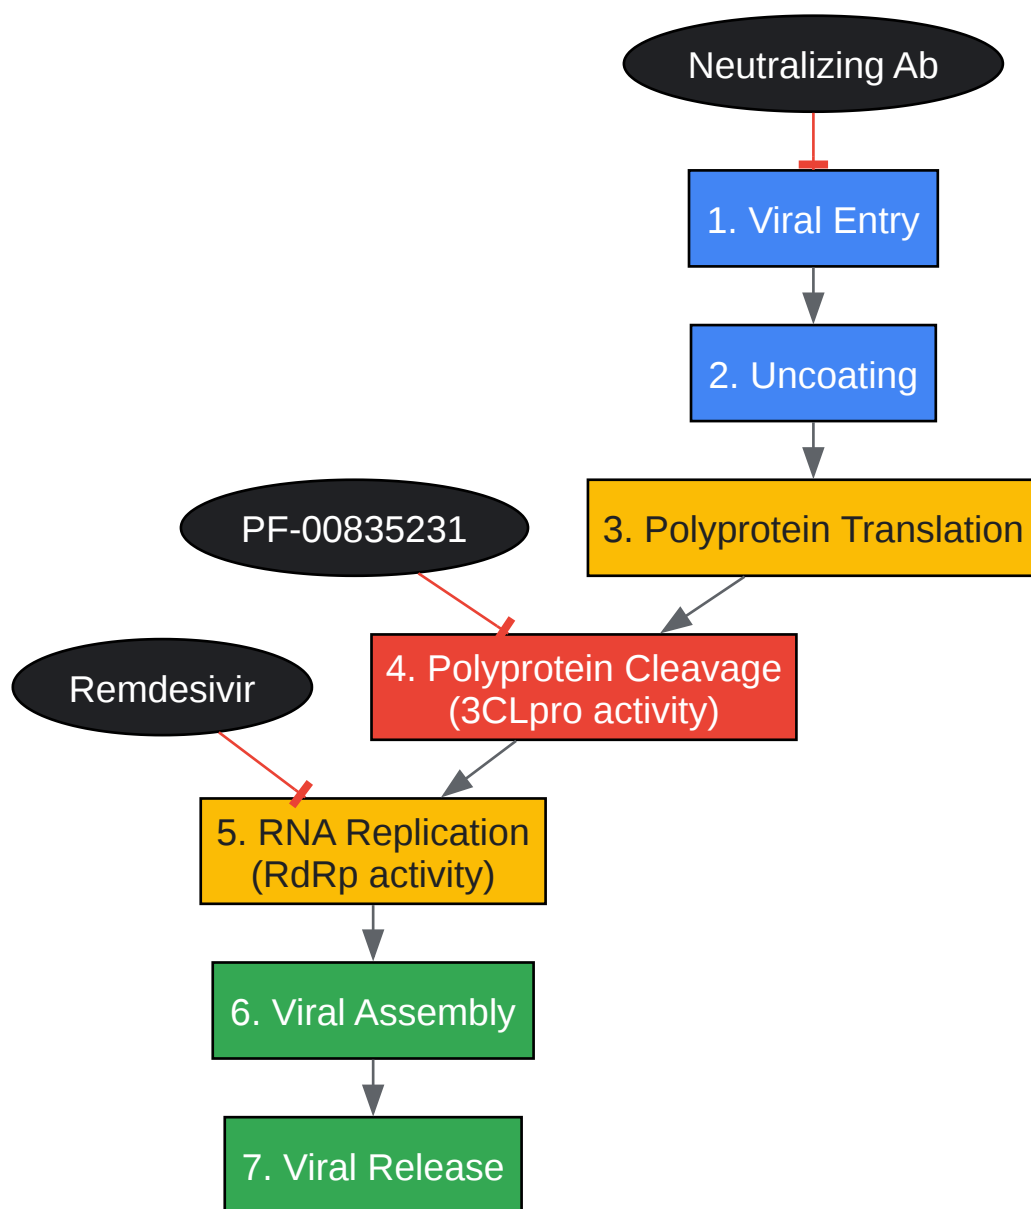 Neutralizing Ab
1. Viral Entry
2. Uncoating
PF-00835231
3. Polyprotein Translation
4. Polyprotein Cleavage
(3CLpro activity)
Remdesivir
5. RNA Replication
(RdRp activity)
6. Viral Assembly
7. Viral Release